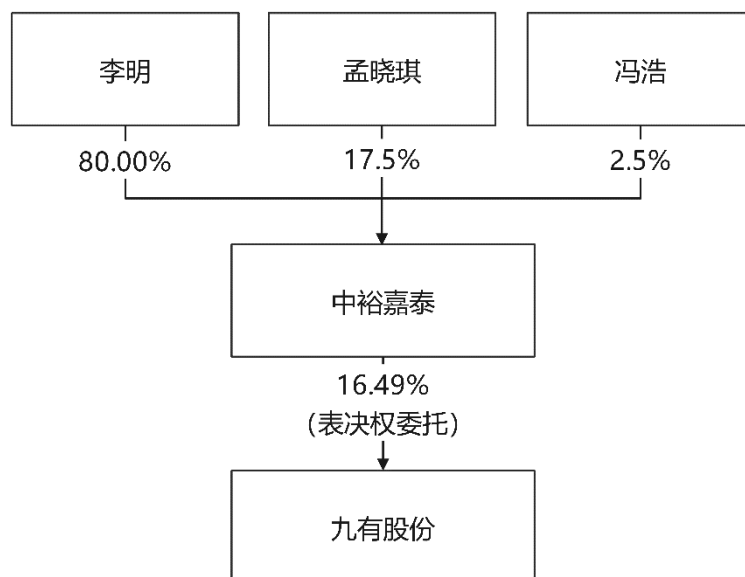 李明
孟晓琪
冯浩
80.00%
17.5%
2.5%
中裕嘉泰
16.49%
（表决权委托）
九有股份